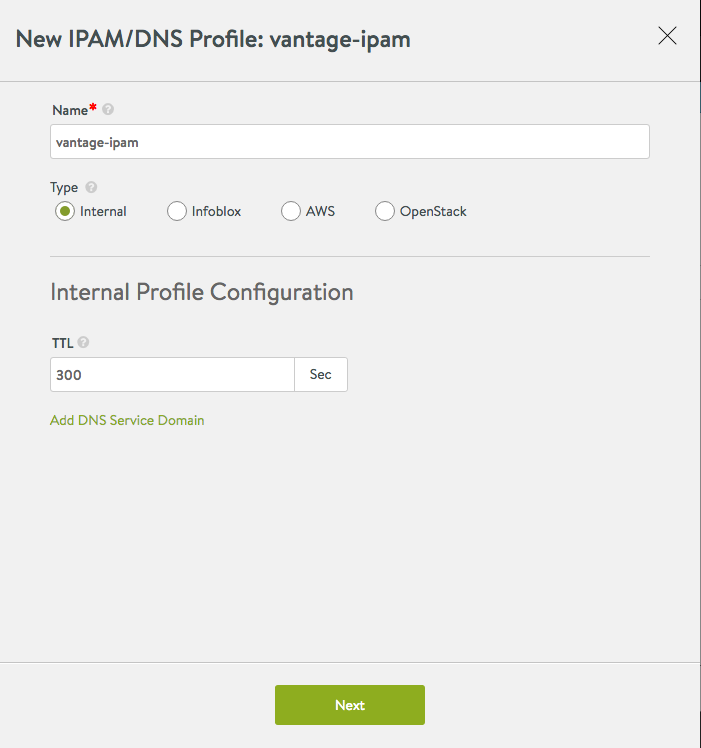 New IPAM/DNS Profile: vantage-ipam
Name* ?
vantage-ipam
Type ?
Internal Infoblox AWS OpenStack
Internal Profile Configuration
TTL ?
300 Sec
Add DNS Service Domain
Next